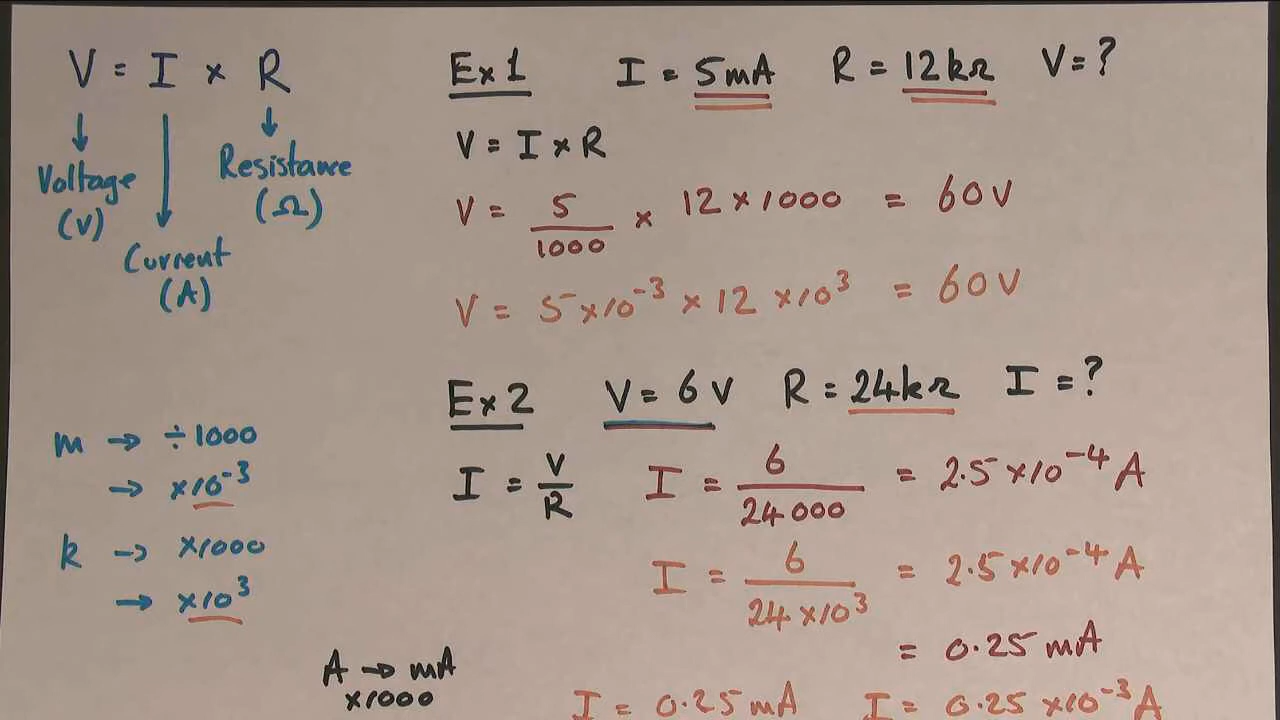 V = I × R
Voltage
(V)
Current
(A)
Resistance
(Ω)
m → ÷1000
→ ×10⁻³
k → ×1000
→ ×10³
A → mA
×1000
Ex 1 I = 5mA R = 12kΩ V = ?
V = I × R
V = 5/1000 × 12 × 1000 = 60V
V = 5 × 10⁻³ × 12 × 10³ = 60V
Ex 2 V = 6V R = 24kΩ I = ?
I = V/R I = 6/24000 = 2.5 × 10⁻⁴ A
I = 6/24 × 10³ = 2.5 × 10⁻⁴ A
= 0.25 mA
I = 0.25 mA I = 0.25 × 10⁻³ A